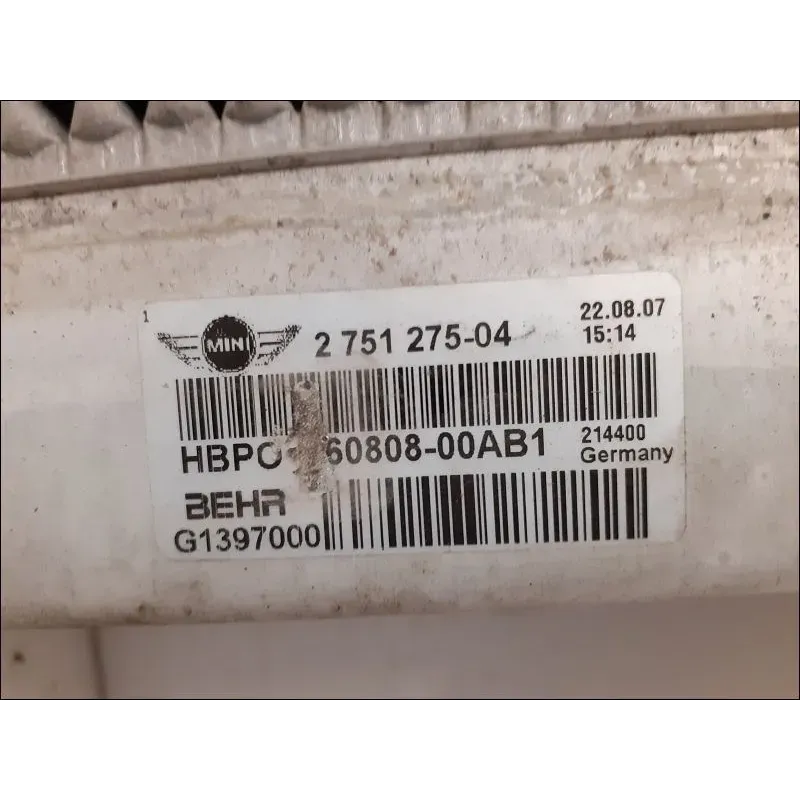 1
MINI
2 751 275-04
22.08.07
15:14
60808-00AB1
214400
Germany
BEHR
G1397000